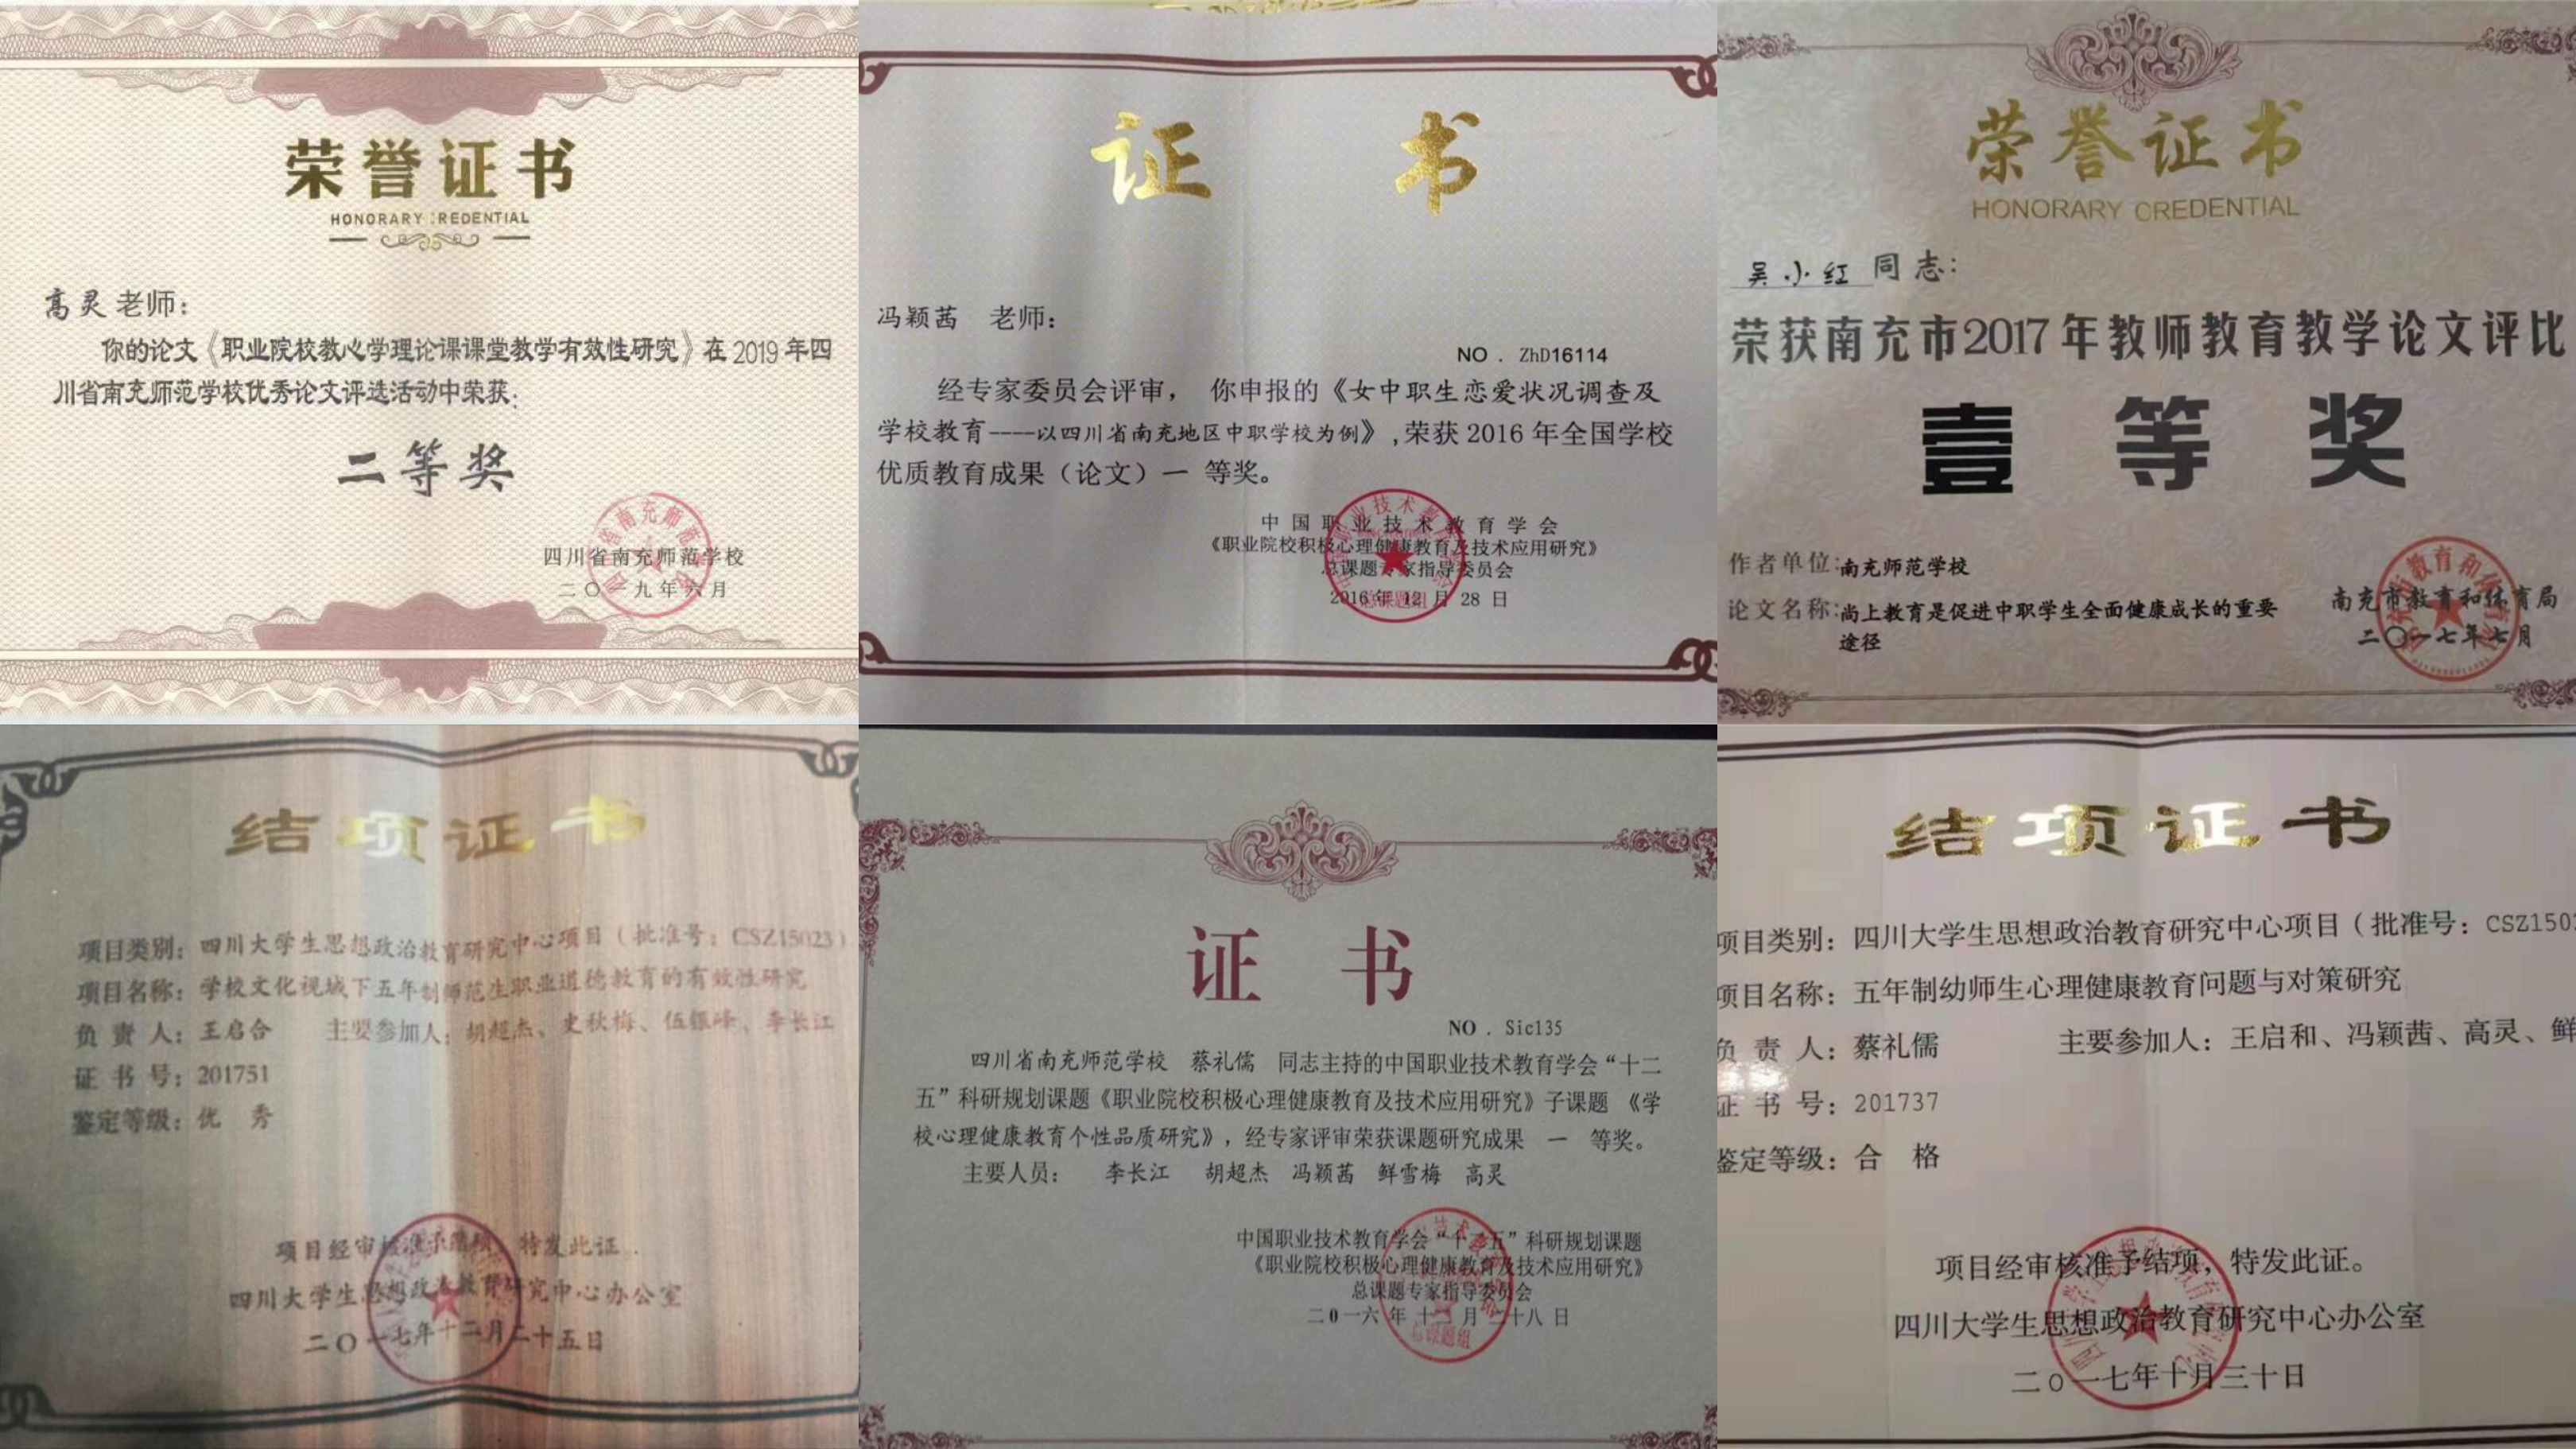 荣誉证书
HONORARY CREDENTIAL
高灵 老师：
你的论文《职业院校教心学理论课课堂教学有效性研究》在 2019 年四
川省南充师范学校优秀论文评选活动中荣获：
二等奖
四川省南充师范学校
二〇一九年六月
证 书
冯颖茜 老师：
NO . ZhD16114
经专家委员会评审， 你申报的《女中职生恋爱状况调查及
学校教育----以四川省南充地区中职学校为例》,荣获 2016 年全国学校
优质教育成果（论文）一 等奖。
中国职业技术教育学会
《职业院校积极心理健康教育及技术应用研究》
总课题专家指导委员会
2016 年 12 月 28 日
荣誉证书
HONORARY CREDENTIAL
吴小红 同志：
荣获南充市2017年教师教育教学论文评比
壹等奖
作者单位：南充师范学校
论文名称：尚上教育是促进中职学生全面健康成长的重要
途径
南充市教育和体育局
二〇一七年七月
结项证书
项目类别：四川大学生思想政治教育研究中心项目（批准号：CSZ15023）
项目名称：学校文化视域下五年制师范生职业道德教育的有效性研究
负 责 人：王启合 主要参加人：胡超杰、史秋梅、伍银峰、李长江
证 书 号：201751
鉴定等级：优 秀
项目经审核准予结项，特发此证.
四川大学生思想政治教育研究中心办公室
二〇一七年十二月二十五日
证 书
NO . Sic135
四川省南充师范学校 蔡礼儒 同志主持的中国职业技术教育学会“十二
五”科研规划课题《职业院校积极心理健康教育及技术应用研究》子课题 《学
校心理健康教育个性品质研究》，经专家评审荣获课题研究成果 一 等奖。
主要人员： 李长江 胡超杰 冯颖茜 鲜雪梅 高灵
中国职业技术教育学会“十二五”科研规划课题
《职业院校积极心理健康教育及技术应用研究》
总课题专家指导委员会
二0一六 年 十二 月 二十八 日
结项证书
项目类别：四川大学生思想政治教育研究中心项目（批准号：CSZ150
项目名称：五年制幼师生心理健康教育问题与对策研究
负 责 人：蔡礼儒 主要参加人：王启和、冯颖茜、高灵、鲜
证 书 号：201737
鉴定等级：合 格
项目经审核准予结项，特发此证。
四川大学生思想政治教育研究中心办公室
二〇一七年十月三十日